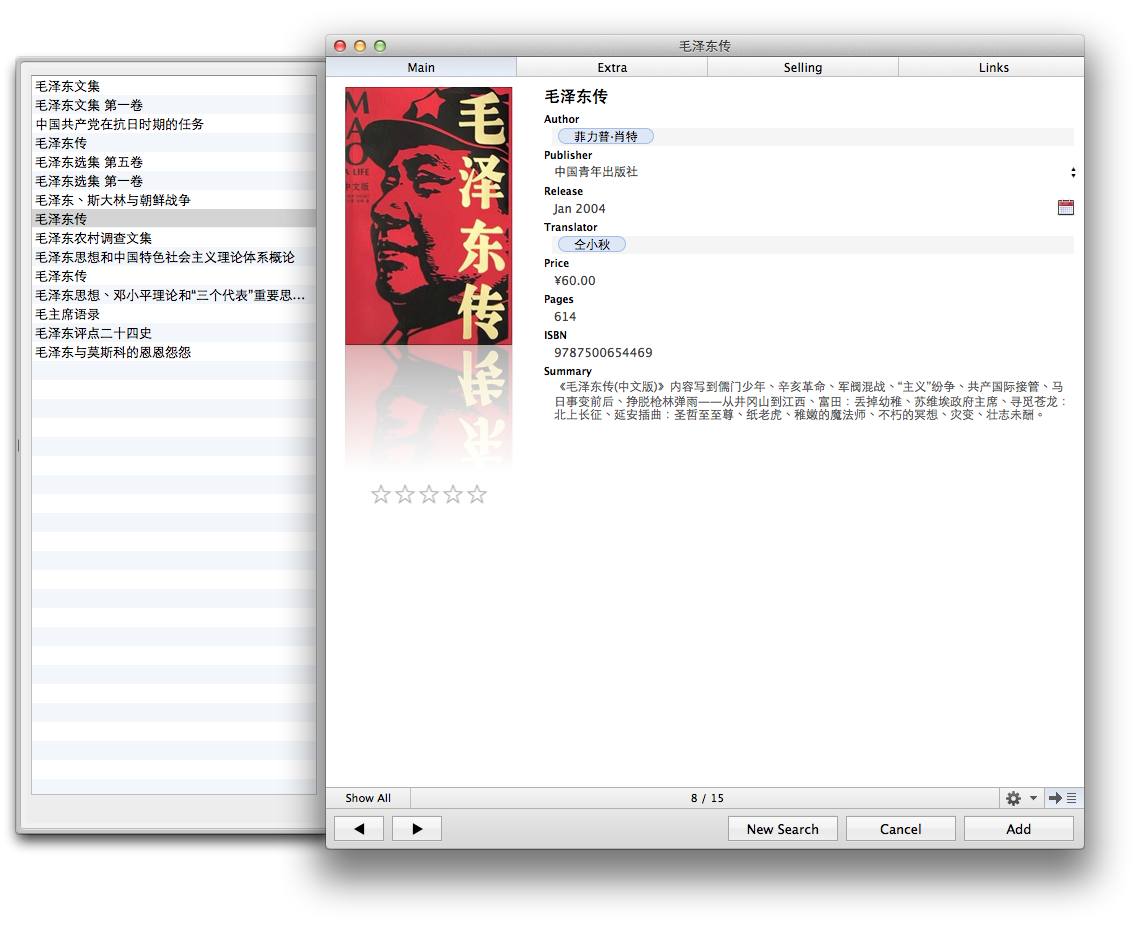 毛泽东文集
毛泽东文集 第一卷
中国共产党在抗日时期的任务
毛泽东传
毛泽东选集 第五卷
毛泽东选集 第一卷
毛泽东、斯大林与朝鲜战争
毛泽东传
毛泽东农村调查文集
毛泽东思想和中国特色社会主义理论体系概论
毛泽东传
毛泽东思想、邓小平理论和“三个代表”重要思…
毛主席语录
毛泽东评点二十四史
毛泽东与莫斯科的恩恩怨怨
毛泽东传
Main
Extra
Selling
Links
MAO
A LIFE
中文版
毛泽东传
毛泽东传
Author
菲力普·肖特
Publisher
中国青年出版社
Release
Jan 2004
Translator
仝小秋
Price
¥60.00
Pages
614
ISBN
9787500654469
Summary
《毛泽东传(中文版)》内容写到儒门少年、辛亥革命、军阀混战、“主义”纷争、共产国际接管、马
日事变前后、挣脱枪林弹雨——从井冈山到江西、富田：丢掉幼稚、苏维埃政府主席、寻觅苍龙：
北上长征、延安插曲：圣哲至至尊、纸老虎、稚嫩的魔法师、不朽的冥想、灾变、壮志未酬。
Show All
8 / 15
New Search
Cancel
Add